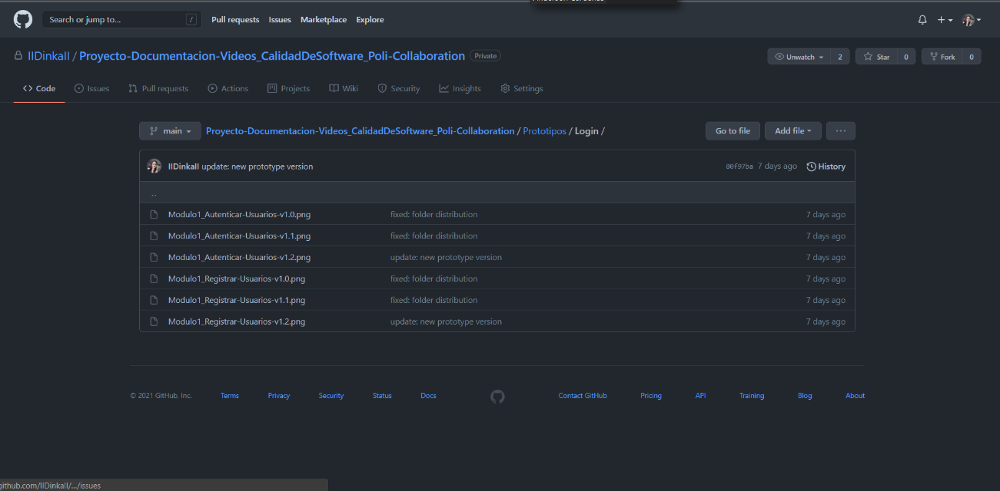 Search or jump to... / Pull requests Issues Marketplace Explore
IIDinkaII / Proyecto-Documentacion-Videos_CalidadDeSoftware_Poli-Collaboration Private Unwatch 2 Star 0 Fork 0
Code Issues Pull requests Actions Projects Wiki Security Insights Settings
main Proyecto-Documentacion-Videos_CalidadDeSoftware_Poli-Collaboration / Prototipos / Login / Go to file Add file ...
IIDinkaII update: new prototype version 80f97ba 7 days ago History
..
Modulo1_Autenticar-Usuarios-v1.0.png fixed: folder distribution 7 days ago
Modulo1_Autenticar-Usuarios-v1.1.png fixed: folder distribution 7 days ago
Modulo1_Autenticar-Usuarios-v1.2.png update: new prototype version 7 days ago
Modulo1_Registrar-Usuarios-v1.0.png fixed: folder distribution 7 days ago
Modulo1_Registrar-Usuarios-v1.1.png fixed: folder distribution 7 days ago
Modulo1_Registrar-Usuarios-v1.2.png update: new prototype version 7 days ago
© 2021 GitHub, Inc. Terms Privacy Security Status Docs Contact GitHub Pricing API Training Blog About
github.com/IIDinkaII/.../issues